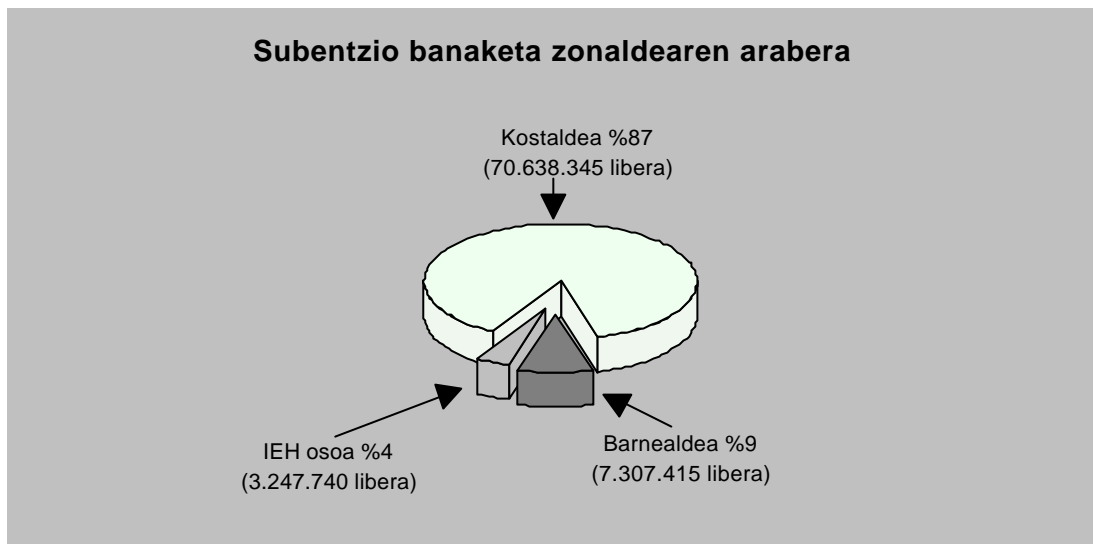 Subentzio banaketa zonaldearen arabera
Kostaldea %87
(70.638.345 libera)
IEH osoa %4
(3.247.740 libera)
Barnealdea %9
(7.307.415 libera)